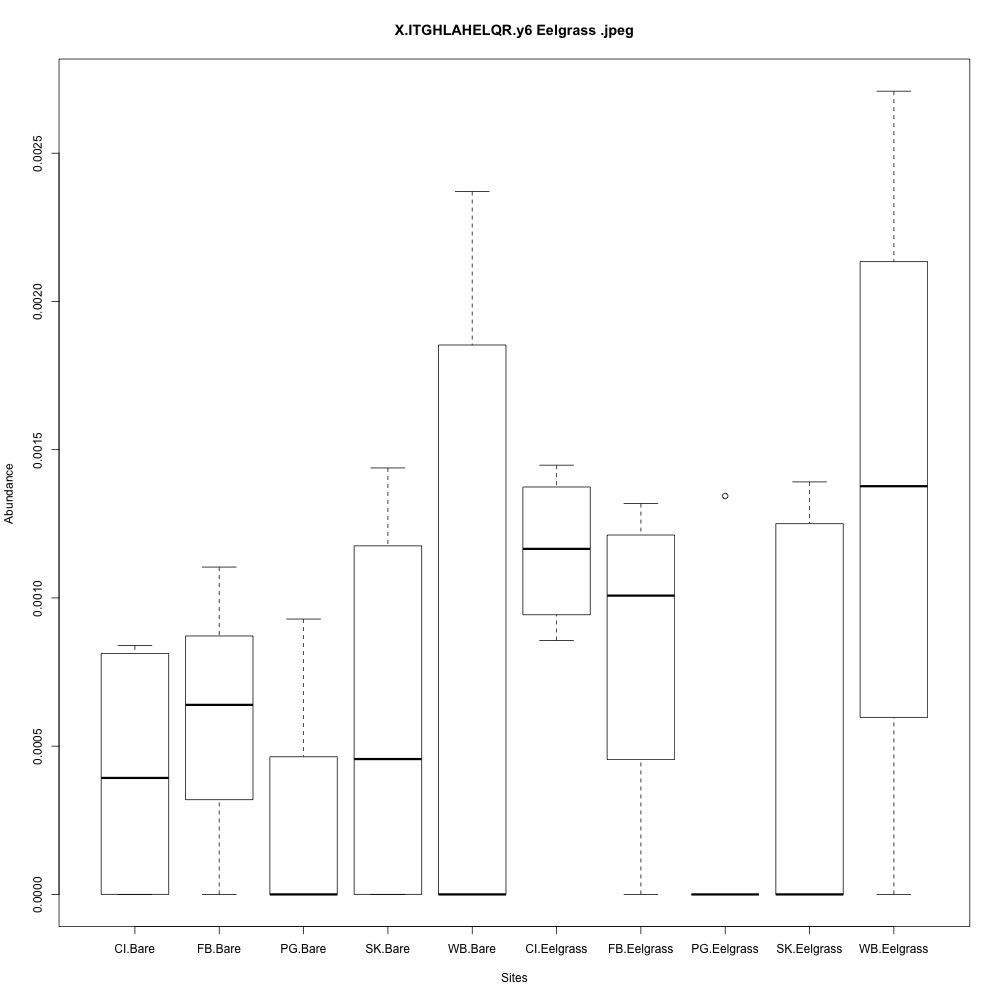 X.ITGHLAHELQR.y6 Eelgrass .jpeg
Abundance
0.0025
0.0020
0.0015
0.0010
0.0005
0.0000
CI.Bare FB.Bare PG.Bare SK.Bare WB.Bare CI.Eelgrass FB.Eelgrass PG.Eelgrass SK.Eelgrass WB.Eelgrass
Sites